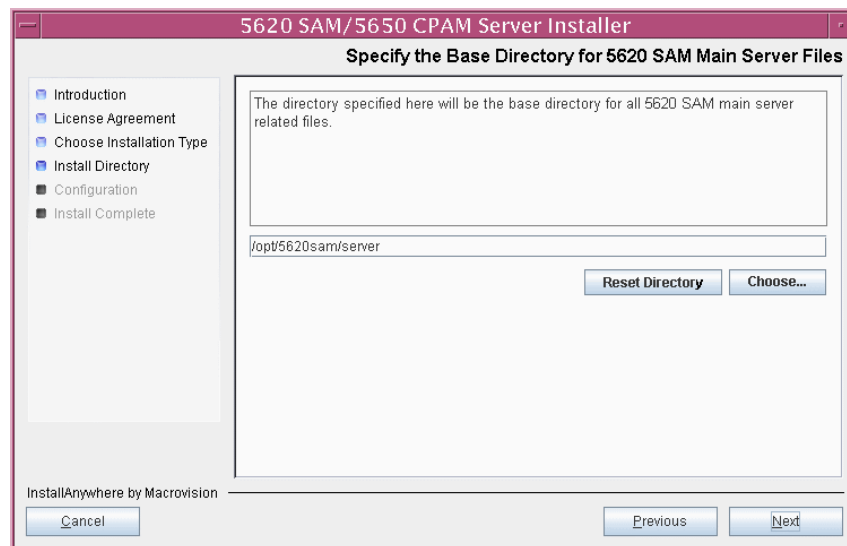 5620 SAM/5650 CPAM Server Installer
Specify the Base Directory for 5620 SAM Main Server Files
Introduction
License Agreement
Choose Installation Type
Install Directory
Configuration
Install Complete
The directory specified here will be the base directory for all 5620 SAM main server
related files.
/opt/5620sam/server
Reset Directory
Choose...
InstallAnywhere by Macrovision
Cancel
Previous
Next